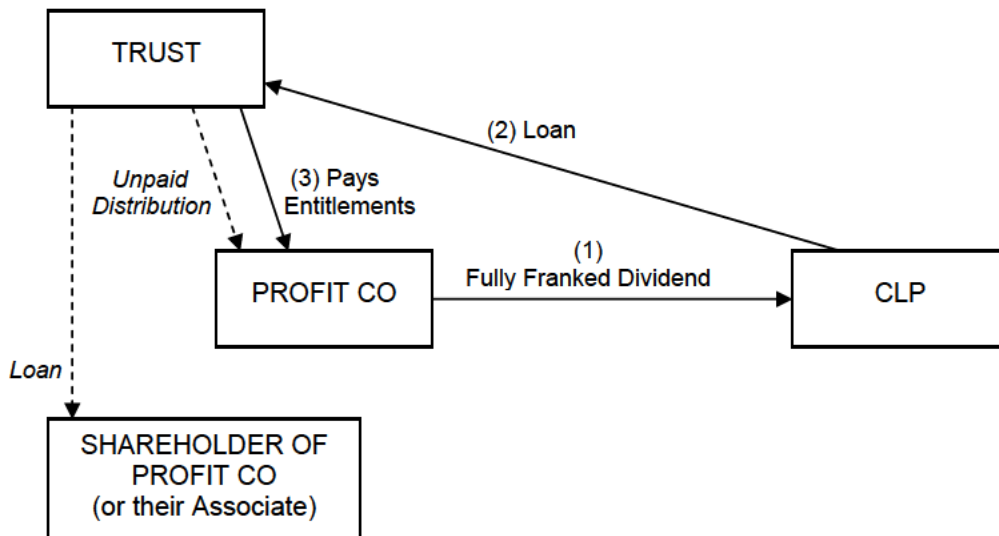 TRUST
(2) Loan
Unpaid
Distribution
(3) Pays
Entitlements
(1)
Fully Franked Dividend
PROFIT CO
CLP
Loan
SHAREHOLDER OF
PROFIT CO
(or their Associate)